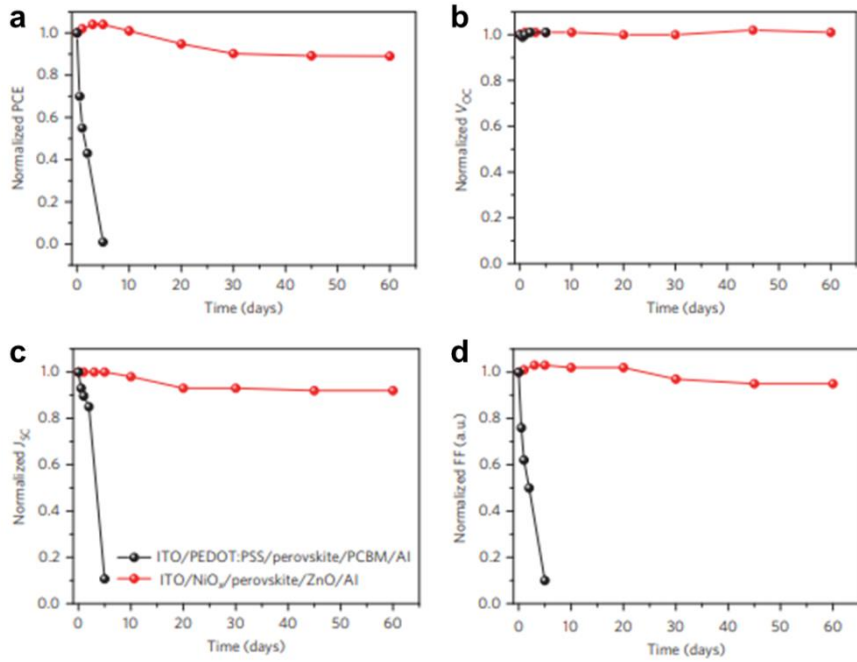 a
Normalized PCE
1.0
0.8
0.6
0.4
0.2
0.0
0 10 20 30 40 50 60
Time (days)
b
Normalized V_OC
1.0
0.8
0.6
0.4
0.2
0.0
0 10 20 30 40 50 60
Time (days)
c
Normalized J_SC
1.0
0.8
0.6
0.4
0.2
0.0
ITO/PEDOT:PSS/perovskite/PCBM/Al
ITO/NiO_x/perovskite/ZnO/Al
0 10 20 30 40 50 60
Time (days)
d
Normalized FF (a.u.)
1.0
0.8
0.6
0.4
0.2
0.0
0 10 20 30 40 50 60
Time (days)